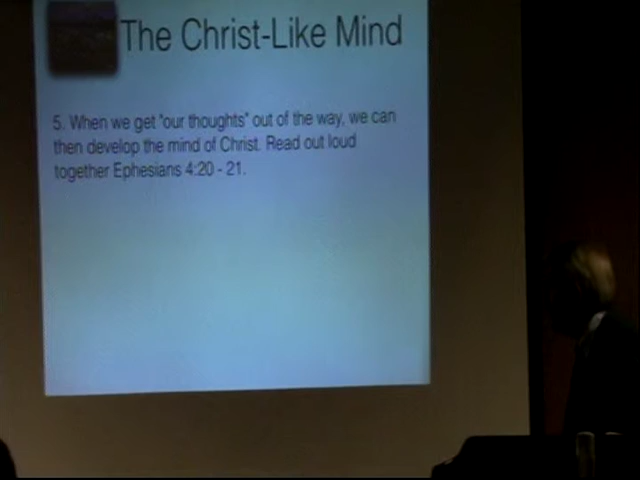 The Christ-Like Mind
5. When we get "our thoughts" out of the way, we can
then develop the mind of Christ. Read out loud
together Ephesians 4:20 - 21.